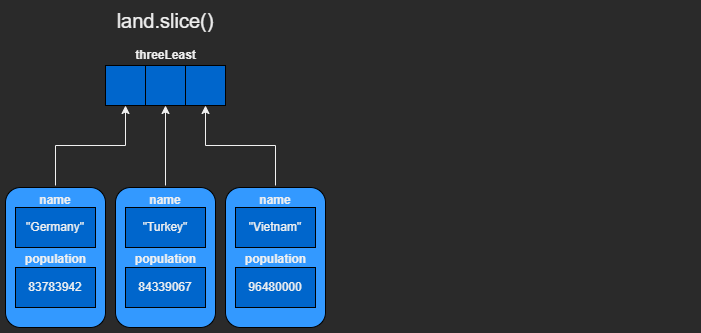 land.slice()
threeLeast
name name name
"Germany" "Turkey" "Vietnam"
population population population
83783942 84339067 96480000